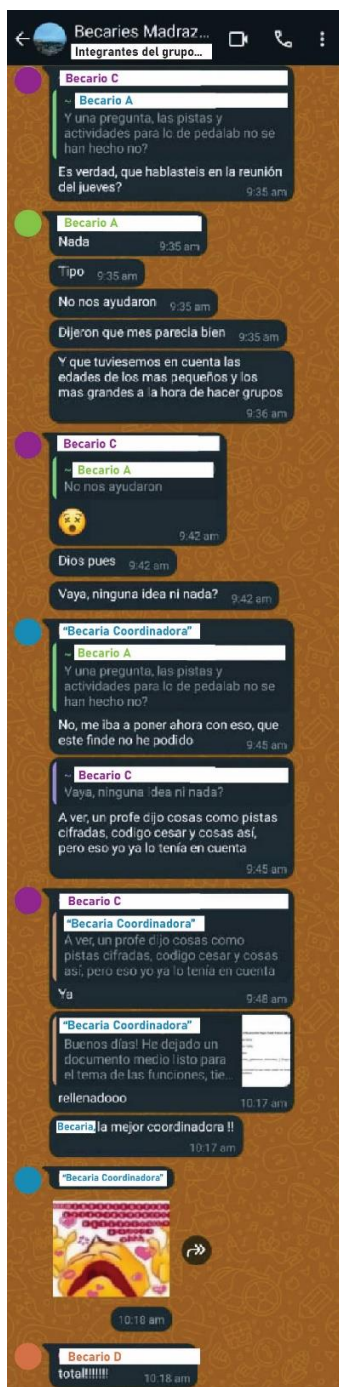 Becaries Madraz...
Integrantes del grupo...
Becario C
~ Becario A
Y una pregunta, las pistas y
actividades para lo de pedalab no se
han hecho no?
Es verdad, que hablasteis en la reunión
del jueves?
9:35 am
Becario A
Nada
9:35 am
Tipo 9:35 am
No nos ayudaron 9:35 am
Dijeron que mes parecia bien 9:35 am
Y que tuviesemos en cuenta las
edades de los mas pequeños y los
mas grandes a la hora de hacer grupos
9:36 am
Becario C
~ Becario A
No nos ayudaron
9:42 am
Dios pues 9:42 am
Vaya, ninguna idea ni nada? 9:42 am
"Becaria Coordinadora"
~ Becario A
Y una pregunta, las pistas y
actividades para lo de pedalab no se
han hecho no?
No, me iba a poner ahora con eso, que
este finde no he podido
9:45 am
~ Becario C
Vaya, ninguna idea ni nada?
A ver, un profe dijo cosas como pistas
cifradas, codigo cesar y cosas así,
pero eso yo ya lo tenía en cuenta
9:45 am
Becario C
"Becaria Coordinadora"
A ver, un profe dijo cosas como
pistas cifradas, codigo cesar y cosas
así, pero eso yo ya lo tenía en cuenta
Ya
9:48 am
"Becaria Coordinadora"
Buenos días! He dejado un
documento medio listo para
el tema de las funciones, tie...
rellenadooo
10:17 am
Becaria, la mejor coordinadora !!
10:17 am
"Becaria Coordinadora"
10:18 am
Becario D
total!!!!!!!
10:18 am